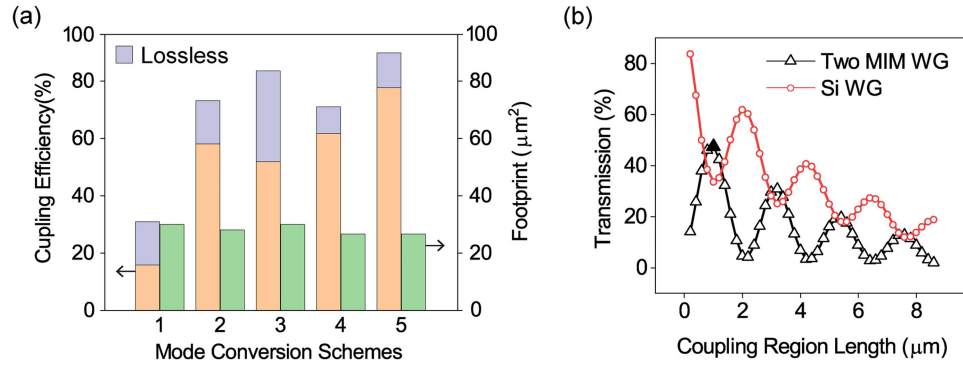 (a)
100
80
60
40
20
0
Cupling Efficiency(%)
Lossless
100
80
60
40
20
0
Footprint (μm²)
1 2 3 4 5
Mode Conversion Schemes
(b)
80
60
40
20
0
Transmission (%)
Two MIM WG
Si WG
0 2 4 6 8
Coupling Region Length (μm)